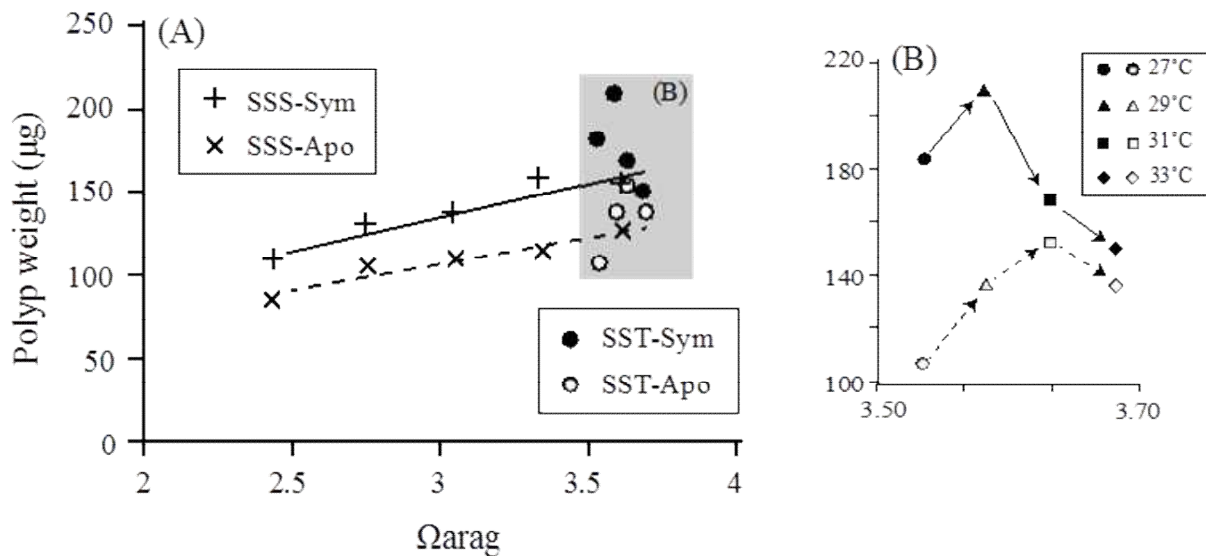 (A)
250
200
150
100
50
0
2
2.5
3
3.5
4
Polyp weight (µg)
Ωarag
SSS-Sym
SSS-Apo
(B)
SST-Sym
SST-Apo
(B)
220
180
140
100
3.50
3.70
27°C
29°C
31°C
33°C